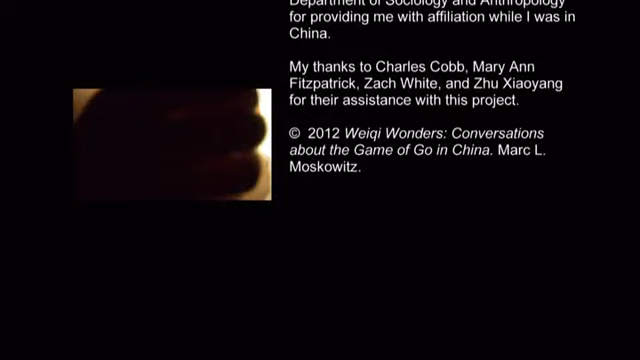 Department of Sociology and Anthropology
for providing me with affiliation while I was in
China.
My thanks to Charles Cobb, Mary Ann
Fitzpatrick, Zach White, and Zhu Xiaoyang
for their assistance with this project.
© 2012 Weiqi Wonders: Conversations
about the Game of Go in China. Marc L.
Moskowitz.